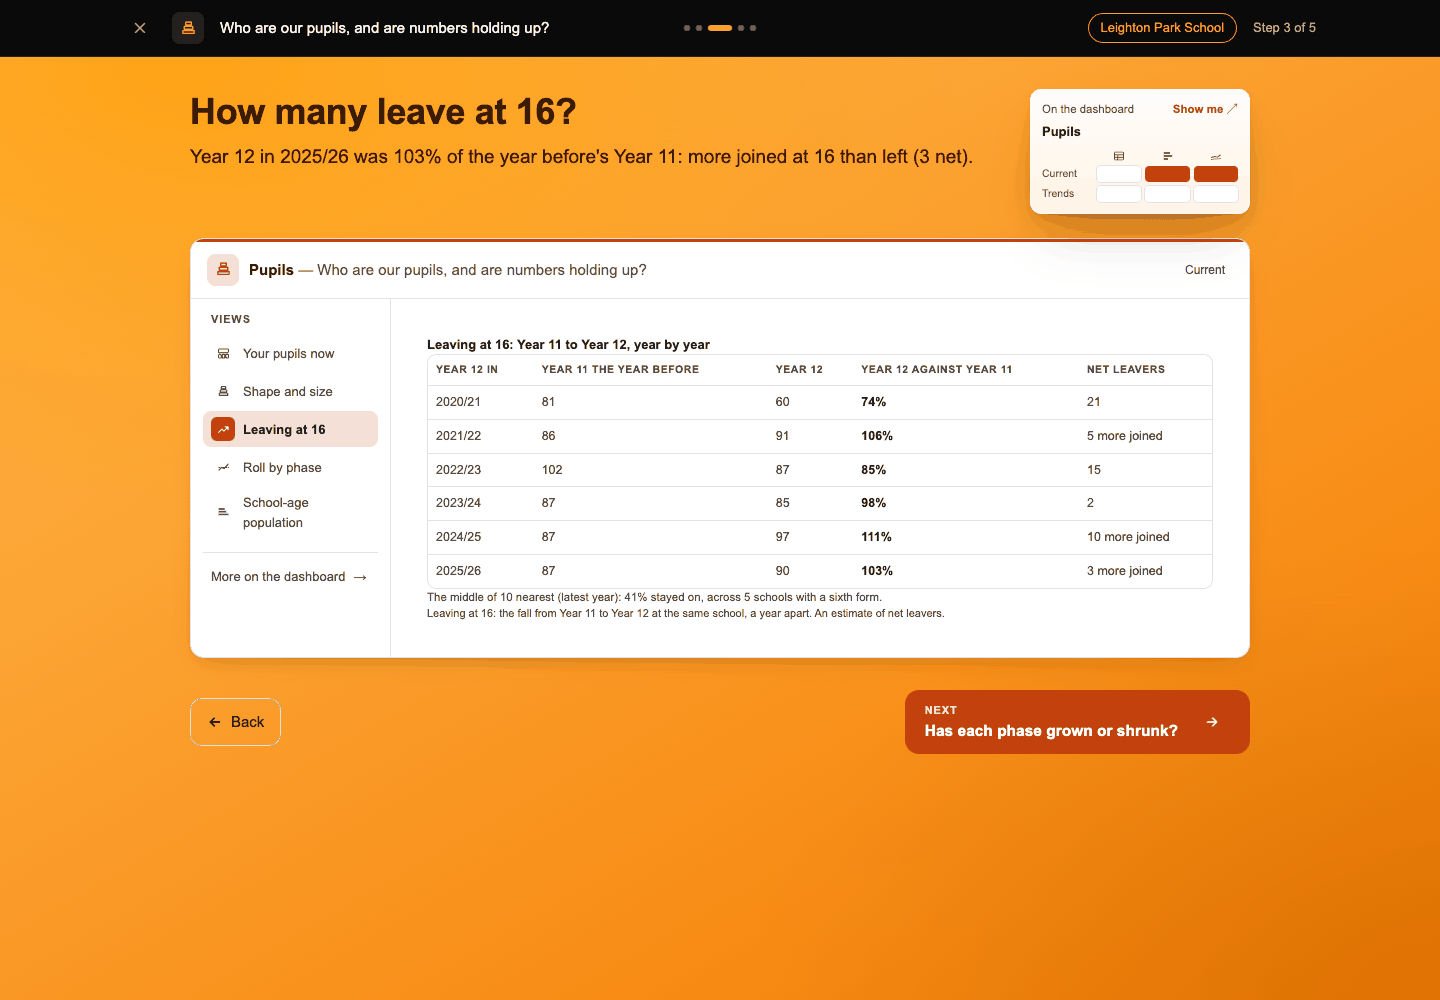 Who are our pupils, and are numbers holding up?
Leighton Park School
Step 3 of 5
How many leave at 16?
Year 12 in 2025/26 was 103% of the year before's Year 11: more joined at 16 than left (3 net).
On the dashboard
Show me
Pupils
Current
Trends
Pupils — Who are our pupils, and are numbers holding up?
Current
VIEWS
Your pupils now
Shape and size
Leaving at 16
Roll by phase
School-age
population
More on the dashboard →
Leaving at 16: Year 11 to Year 12, year by year
YEAR 12 IN YEAR 11 THE YEAR BEFORE YEAR 12 YEAR 12 AGAINST YEAR 11 NET LEAVERS
2020/21 81 60 74% 21
2021/22 86 91 106% 5 more joined
2022/23 102 87 85% 15
2023/24 87 85 98% 2
2024/25 87 97 111% 10 more joined
2025/26 87 90 103% 3 more joined
The middle of 10 nearest (latest year): 41% stayed on, across 5 schools with a sixth form.
Leaving at 16: the fall from Year 11 to Year 12 at the same school, a year apart. An estimate of net leavers.
← Back
NEXT
Has each phase grown or shrunk? →